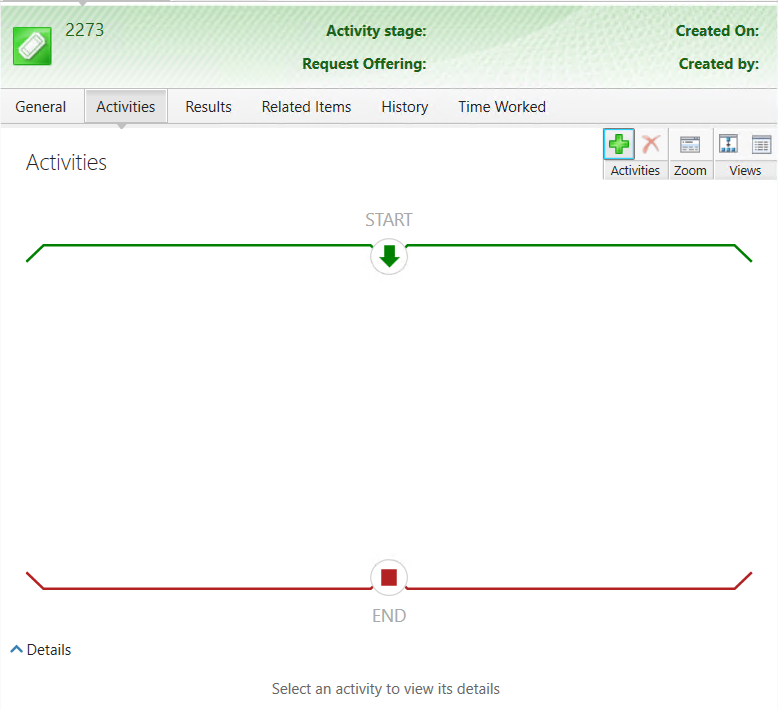 2273
Activity stage:
Created On:
Request Offering:
Created by:
General Activities Results Related Items History Time Worked
Activities
Activities Zoom Views
START
END
Details
Select an activity to view its details